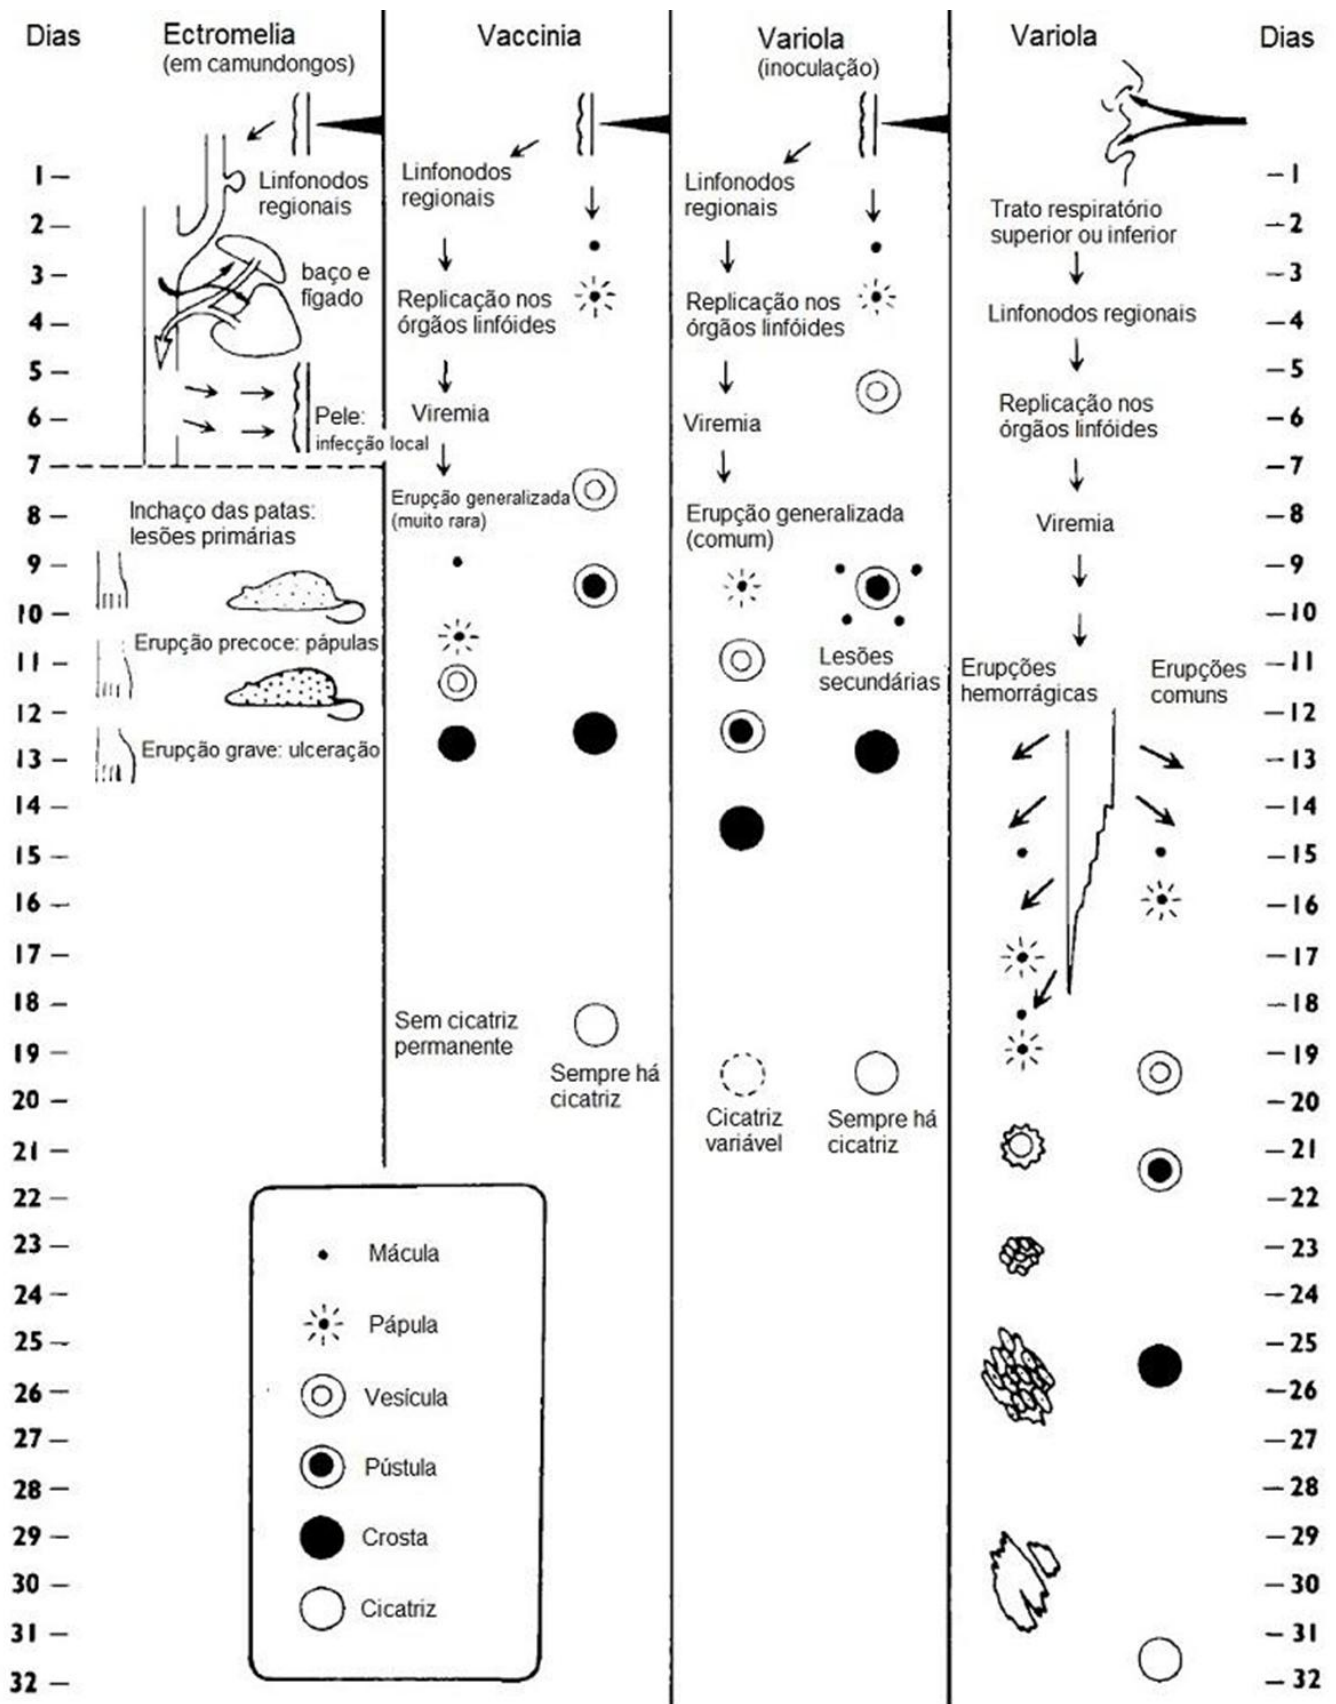 Dias
Ectromelia
(em camundongos)
Vaccinia
Variola
(inoculação)
Variola
Dias
1
2
3
4
5
6
7
8
9
10
11
12
13
14
15
16
17
18
19
20
21
22
23
24
25
26
27
28
29
30
31
32
Linfonodos
regionais
baço e
fígado
Pele:
infecção local
Inchaço das patas:
lesões primárias
Erupção precoce: pápulas
Erupção grave: ulceração
Linfonodos
regionais
Replicação nos
órgãos linfóides
Viremia
Erupção generalizada
(muito rara)
Sem cicatriz
permanente
Sempre há
cicatriz
Linfonodos
regionais
Replicação nos
órgãos linfóides
Viremia
Erupção generalizada
(comum)
Lesões
secundárias
Cicatriz
variável
Sempre há
cicatriz
Trato respiratório
superior ou inferior
Linfonodos regionais
Replicação nos
órgãos linfóides
Viremia
Erupções
hemorrágicas
Erupções
comuns
1
2
3
4
5
6
7
8
9
10
11
12
13
14
15
16
17
18
19
20
21
22
23
24
25
26
27
28
29
30
31
32
Mácula
Pápula
Vesícula
Pústula
Crosta
Cicatriz